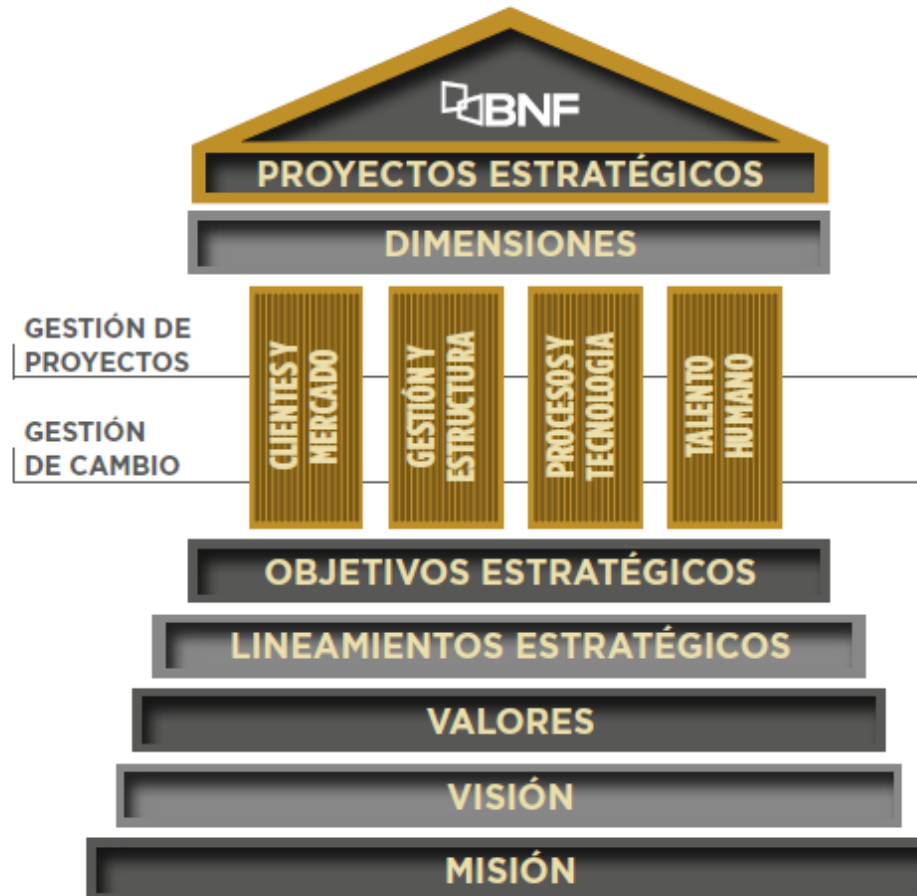 BNF
PROYECTOS ESTRATÉGICOS
DIMENSIONES
GESTIÓN DE
PROYECTOS
GESTIÓN
DE CAMBIO
CLIENTES Y
MERCADO
GESTIÓN Y
ESTRUCTURA
PROCESOS Y
TECNOLOGIA
TALENTO
HUMANO
OBJETIVOS ESTRATÉGICOS
LINEAMIENTOS ESTRATÉGICOS
VALORES
VISIÓN
MISIÓN